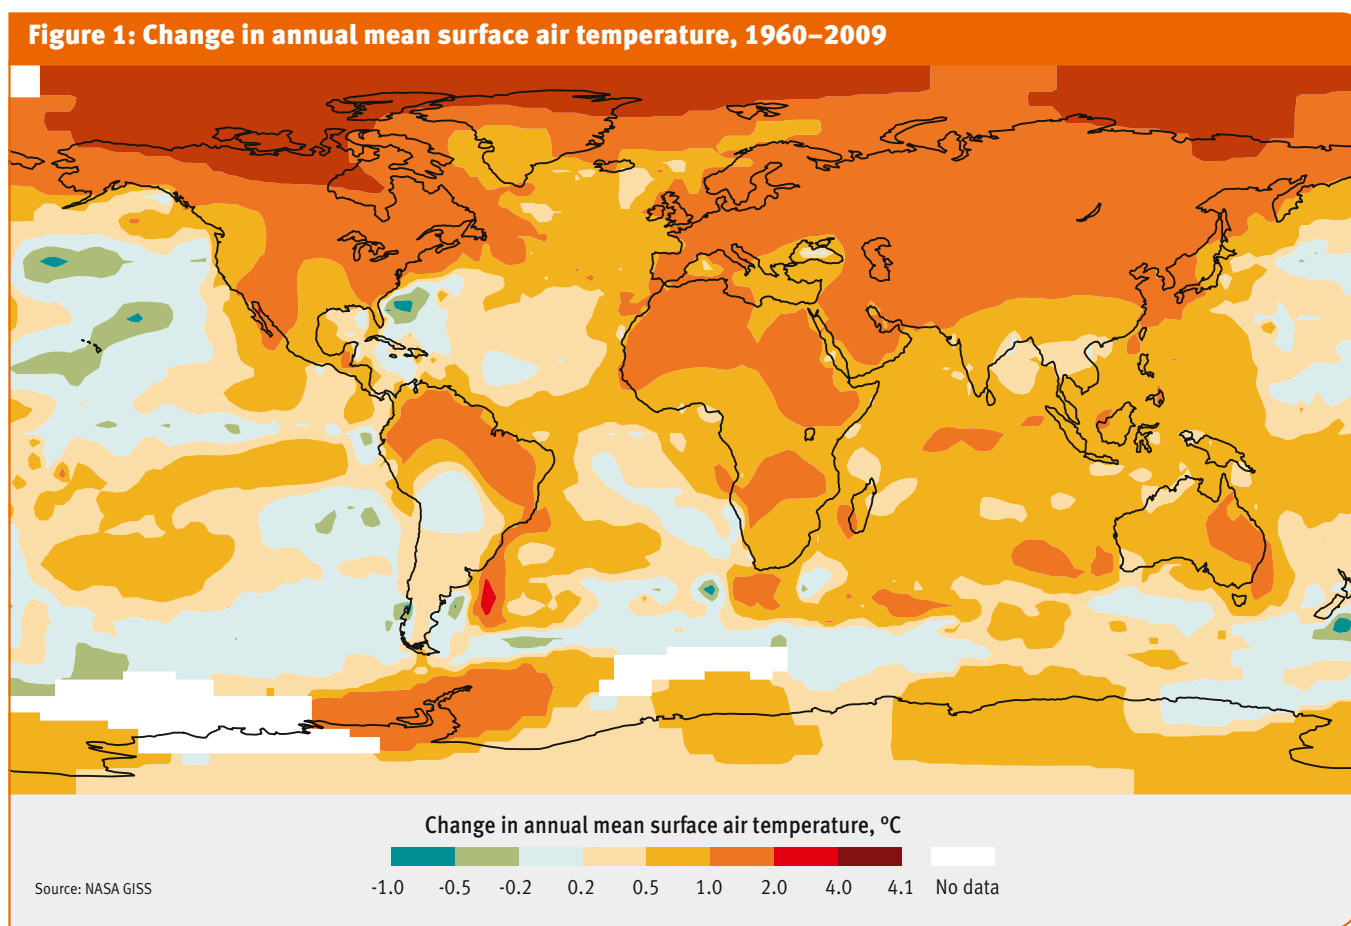 Figure 1: Change in annual mean surface air temperature, 1960–2009
Change in annual mean surface air temperature, °C
-1.0 -0.5 -0.2 0.2 0.5 1.0 2.0 4.0 4.1 No data
Source: NASA GISS